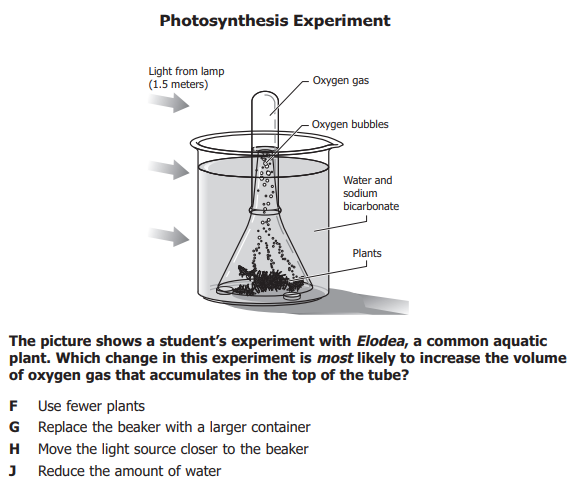 Photosynthesis Experiment
Light from lamp
(1.5 meters)
Oxygen gas
Oxygen bubbles
Water and
sodium
bicarbonate
Plants
The picture shows a student's experiment with Elodea, a common aquatic
plant. Which change in this experiment is most likely to increase the volume
of oxygen gas that accumulates in the top of the tube?
F Use fewer plants
G Replace the beaker with a larger container
H Move the light source closer to the beaker
J Reduce the amount of water